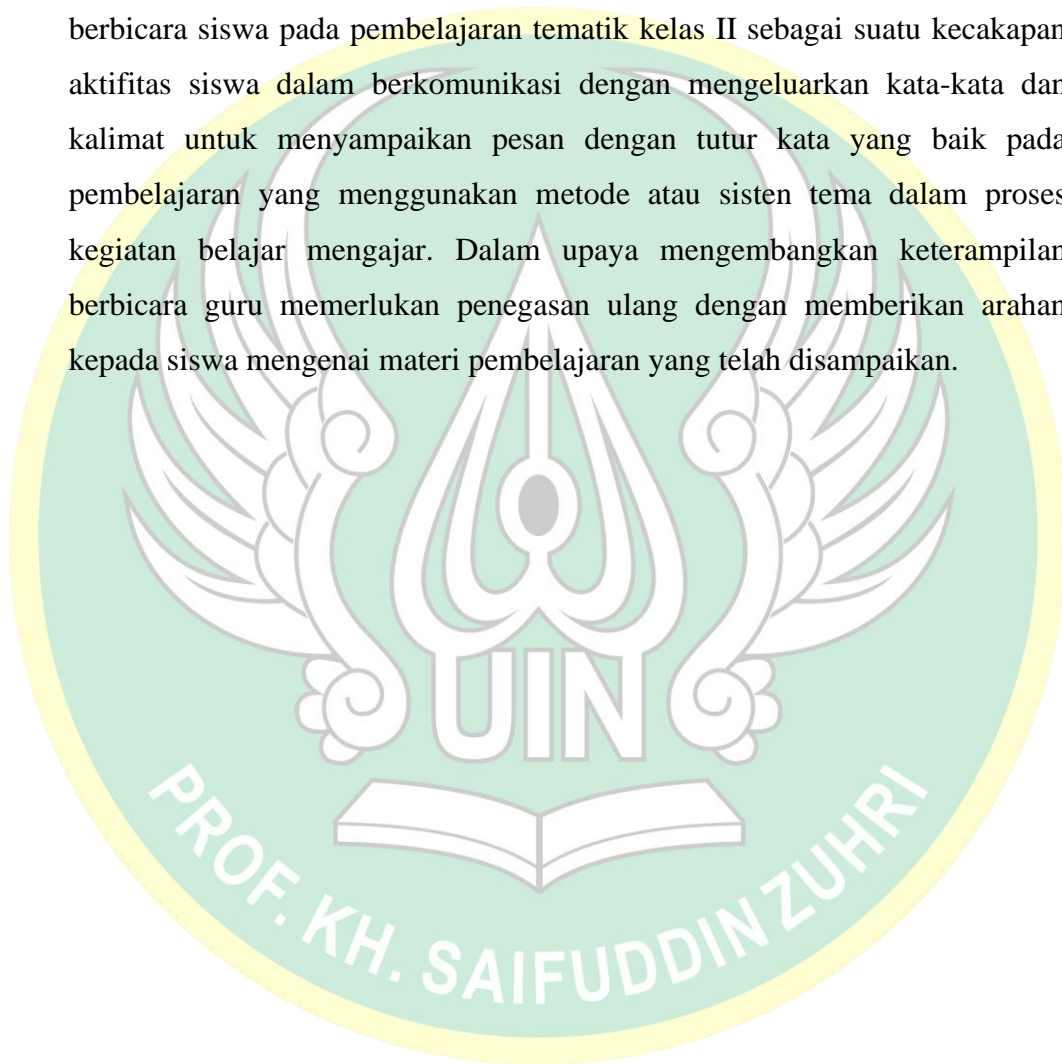 berbicara siswa pada pembelajaran tematik kelas II sebagai suatu kecakapan
aktifitas siswa dalam berkomunikasi dengan mengeluarkan kata-kata dan
kalimat untuk menyampaikan pesan dengan tutur kata yang baik pada
pembelajaran yang menggunakan metode atau sisten tema dalam proses
kegiatan belajar mengajar. Dalam upaya mengembangkan keterampilan
berbicara guru memerlukan penegasan ulang dengan memberikan arahan
kepada siswa mengenai materi pembelajaran yang telah disampaikan.
UIN
PROF. KH. SAIFUDDIN ZUHRI